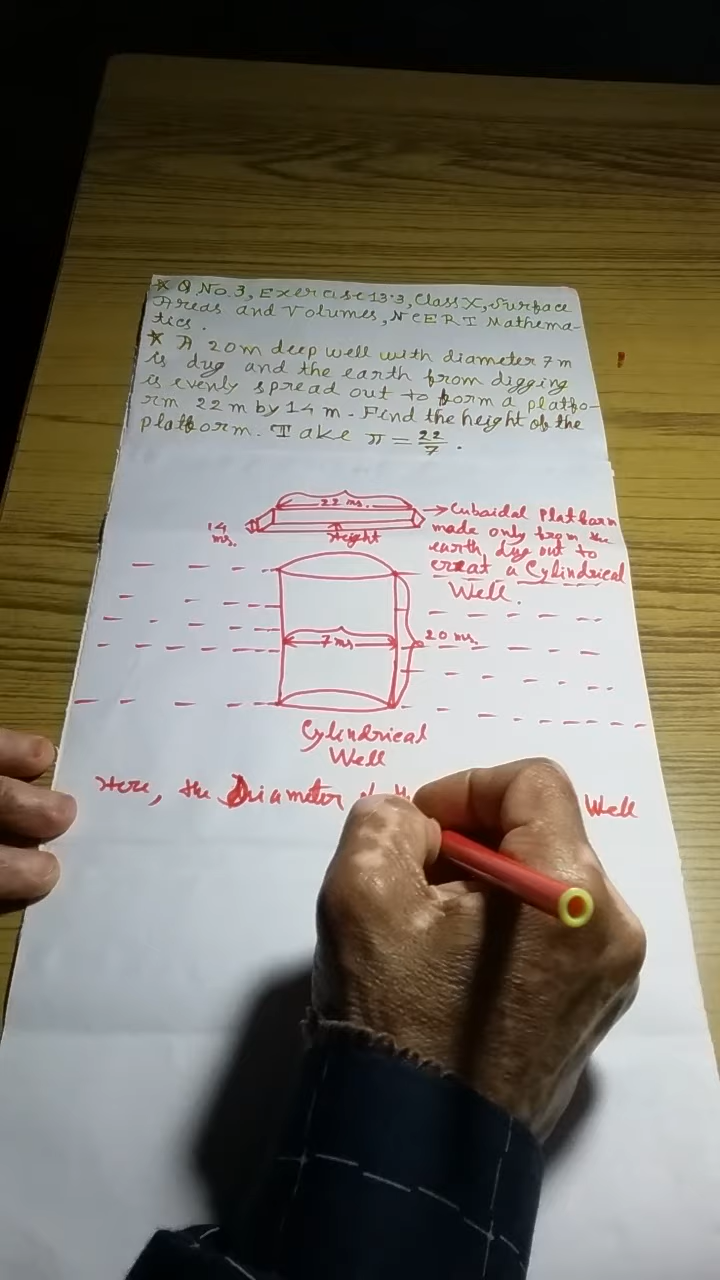 * Q No. 3, Exercise 13.3, Class X, Surface
Areas and Volumes, NCERT Mathema-
tics.
* A 20m deep well with diameter 7m
is dug and the earth from digging
is evenly spread out to form a platfo-
rm 22m by 14m. Find the height of the
platform. Take π = 22/7.
22 ms.
14
ms.
Height
→ Cuboidal Platform
made only from the
earth dug out to
creat a Cylindrical
Well.
7 ms
20 ms.
Cylindrical
Well
Here, the Diameter of Well